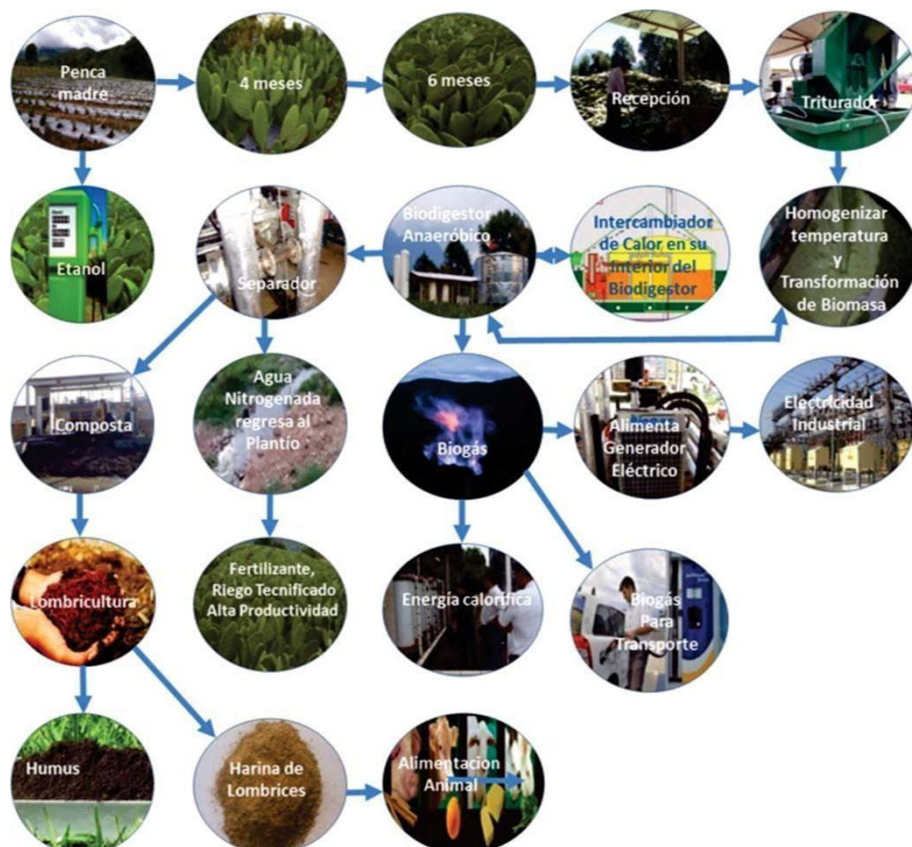 Penca
madre
4 meses
6 meses
Recepción
Triturador
Etanol
Separador
Biodigestor
Anaeróbico
Intercambiador
de Calor en su
Interior del
Biodigestor
Homogenizar
temperatura
y
Transformación
de Biomasa
Composta
Agua
Nitrogenada
regresa al
Plantío
Biogás
Alimenta
Generador
Eléctrico
Electricidad
Industrial
Lombricultura
Fertilizante,
Riego Tecnificado
Alta Productividad
Energía calorífica
Biogás
Para
Transporte
Humus
Harina de
Lombrices
Alimentación
Animal